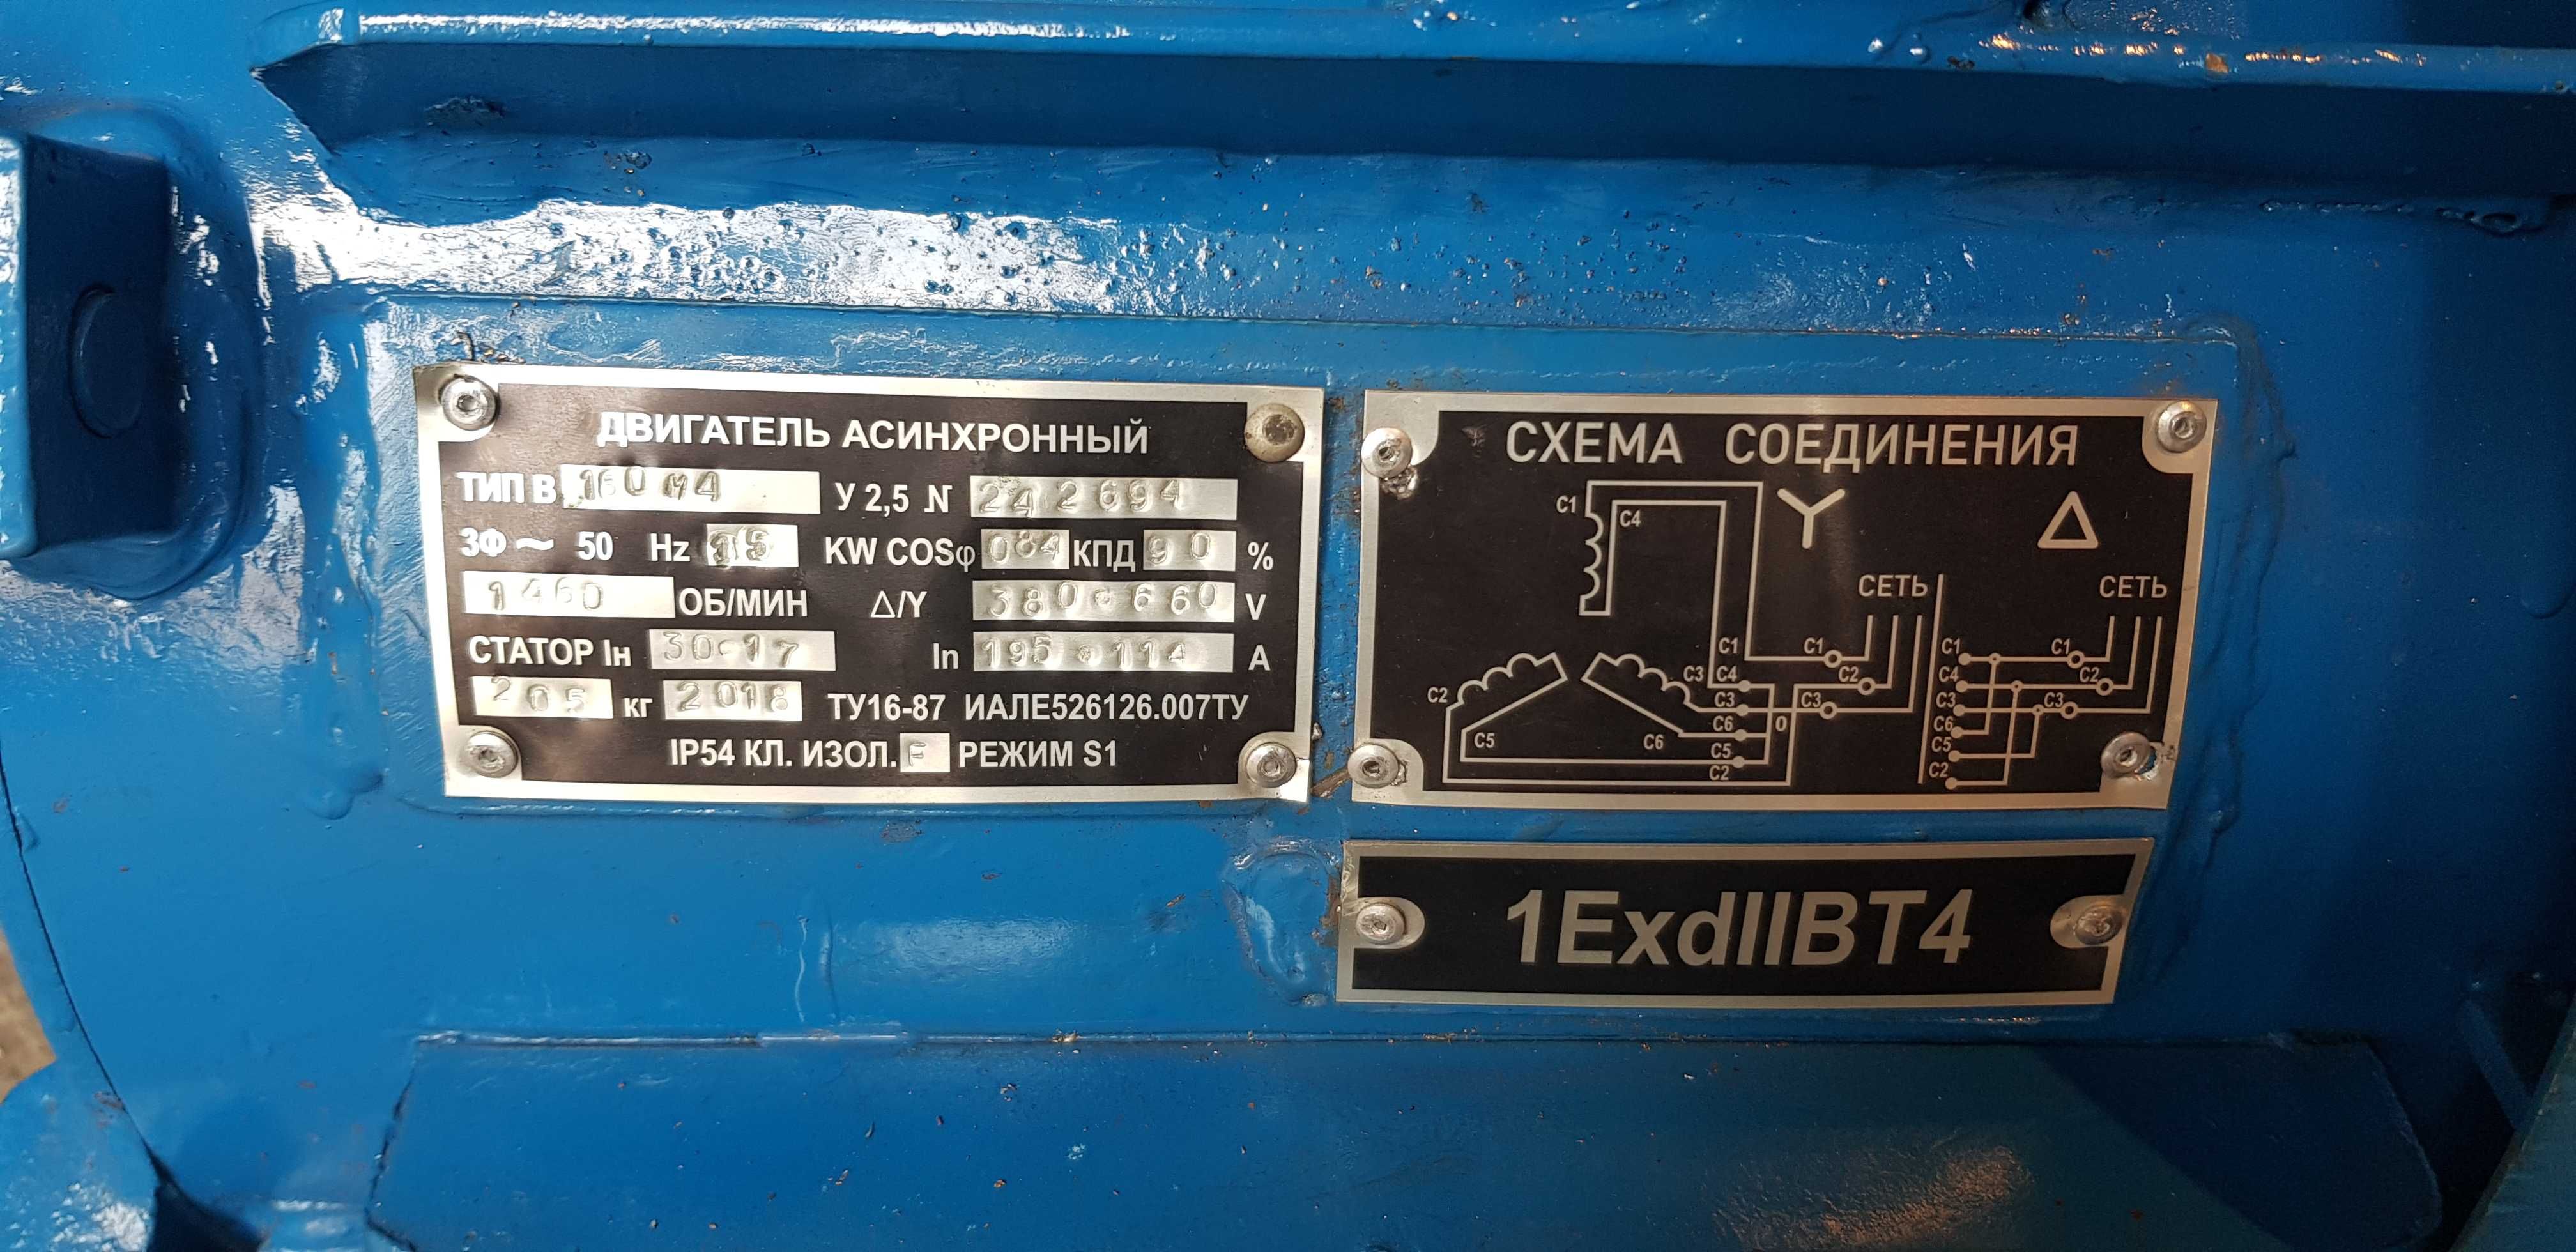 ДВИГАТЕЛЬ АСИНХРОННЫЙ
ТИП В 160 М4 У 2,5 N 242694
3Ф ~ 50 Hz KW COSφ 084 КПД 90 %
1460 ОБ/МИН Δ/Y 380 660 V
СТАТОР Iн 30 17 In 195 114 A
205 кг 2018 ТУ16-87 ИАЛЕ526126.007ТУ
IP54 КЛ. ИЗОЛ. F РЕЖИМ S1
СХЕМА СОЕДИНЕНИЯ
C1 C4
Y Δ
СЕТЬ СЕТЬ
C1 C1 C1 C1
C2 C3 C4 C2 C4 C2
C3 C3 C3 C3
C6 0 C6
C5 C6 C5 C5
C2 C2
1ExdIIBT4